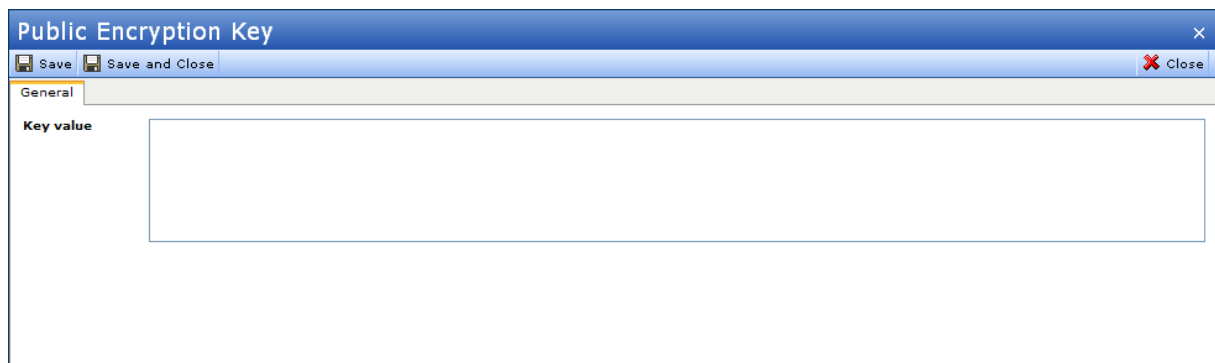 Public Encryption Key
Save Save and Close Close
General
Key value